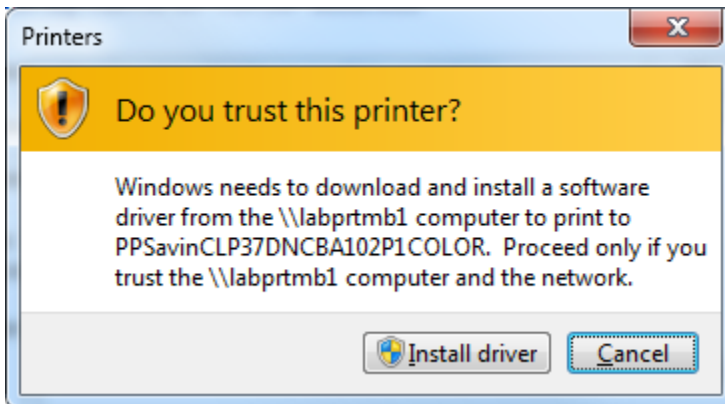 Printers
Do you trust this printer?
Windows needs to download and install a software
driver from the \\labprtmb1 computer to print to
PPSavinCLP37DNCBA102P1COLOR.  Proceed only if you
trust the \\labprtmb1 computer and the network.
Install driver
Cancel